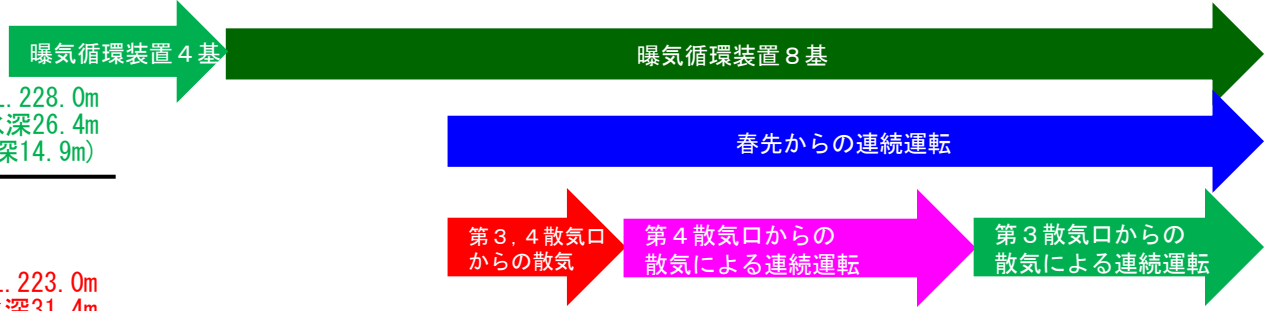 曝気循環装置４基
曝気循環装置８基
.228.0m
深26.4m
深14.9m)
春先からの連続運転
第３,４散気口
からの散気
第４散気口からの
散気による連続運転
第３散気口からの
散気による連続運転
.223.0m
深31.4m